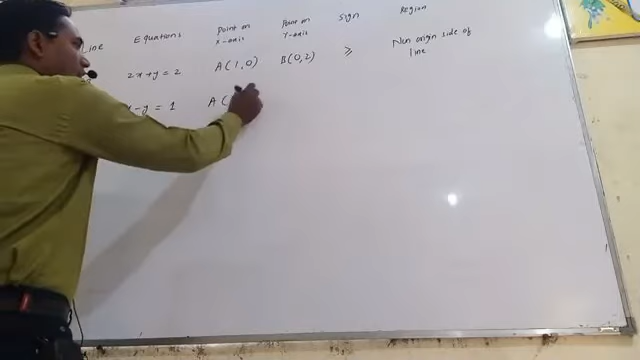 Line Equations Point on X-axis Point on Y-axis Sign Region
2x+y=2 A(1,0) B(0,2) ≥ Non origin side of line
-y = 1 A(